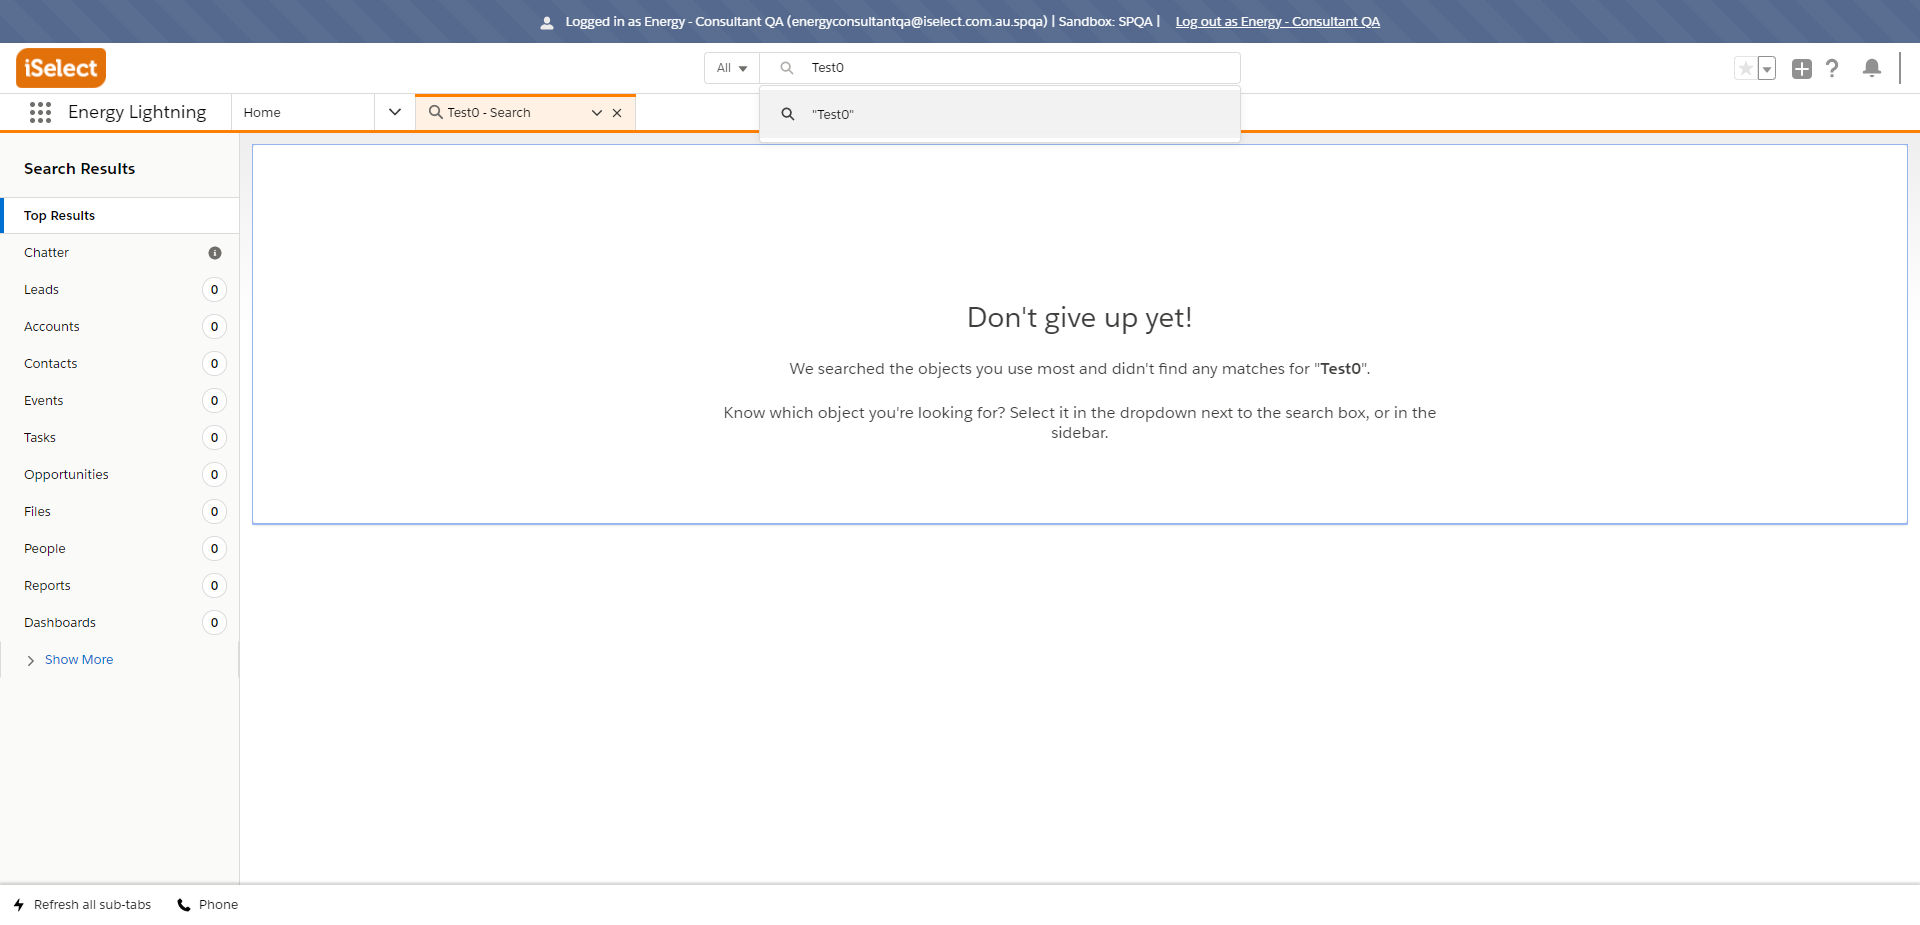 Logged in as Energy - Consultant QA (energyconsultantqa@iselect.com.au.spqa) | Sandbox: SPQA | Log out as Energy - Consultant QA
iSelect
All
Test0
Energy Lightning
Home
Test0 - Search
"Test0"
Search Results
Top Results
Chatter
Leads 0
Accounts 0
Contacts 0
Events 0
Tasks 0
Opportunities 0
Files 0
People 0
Reports 0
Dashboards 0
Show More
Don't give up yet!
We searched the objects you use most and didn't find any matches for "Test0".
Know which object you're looking for? Select it in the dropdown next to the search box, or in the
sidebar.
Refresh all sub-tabs
Phone